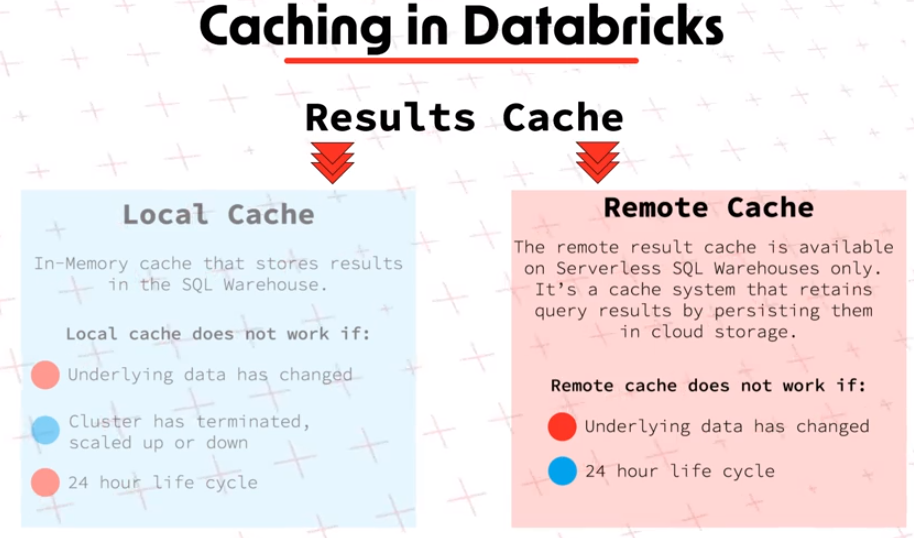 Caching in Databricks
Results Cache
Local Cache
In-Memory cache that stores results
in the SQL Warehouse.
Local cache does not work if:
Underlying data has changed
Cluster has terminated,
scaled up or down
24 hour life cycle
Remote Cache
The remote result cache is available
on Serverless SQL Warehouses only.
It's a cache system that retains
query results by persisting them
in cloud storage.
Remote cache does not work if:
Underlying data has changed
24 hour life cycle